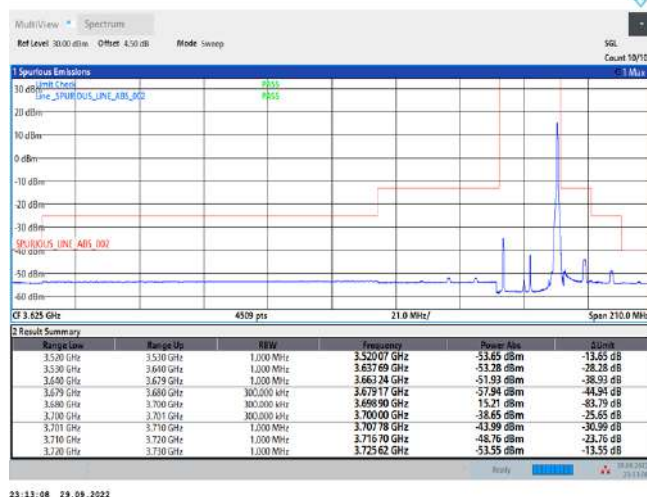 MultiView Spectrum
Ref Level 30.00 dBm Offset 4.50 dB Mode Sweep
SGL
Count 10/10
1 Spurious Emissions
1 Max
Limit Check PASS
30 dBm
Line _SPURIOUS_LINE_ABS_002 PASS
20 dBm
10 dBm
0 dBm
-10 dBm
-20 dBm
-30 dBm
SPURIOUS_LINE_ABS_002
-40 dBm
-50 dBm
-60 dBm
CF 3.625 GHz 4509 pts 21.0 MHz/ Span 210.0 MHz
2 Result Summary
Range Low Range Up RBW Frequency Power Abs ΔLimit
3.520 GHz 3.530 GHz 1.000 MHz 3.52007 GHz -53.65 dBm -13.65 dB
3.530 GHz 3.640 GHz 1.000 MHz 3.63769 GHz -53.28 dBm -28.28 dB
3.640 GHz 3.679 GHz 1.000 MHz 3.66324 GHz -51.93 dBm -38.93 dB
3.679 GHz 3.680 GHz 300.000 kHz 3.67917 GHz -57.94 dBm -44.94 dB
3.680 GHz 3.700 GHz 300.000 kHz 3.69890 GHz 15.21 dBm -83.79 dB
3.700 GHz 3.701 GHz 300.000 kHz 3.70000 GHz -38.65 dBm -25.65 dB
3.701 GHz 3.710 GHz 1.000 MHz 3.70778 GHz -43.99 dBm -30.99 dB
3.710 GHz 3.720 GHz 1.000 MHz 3.71670 GHz -48.76 dBm -23.76 dB
3.720 GHz 3.730 GHz 1.000 MHz 3.72562 GHz -53.55 dBm -13.55 dB
Ready
23:13:08 29.09.2022